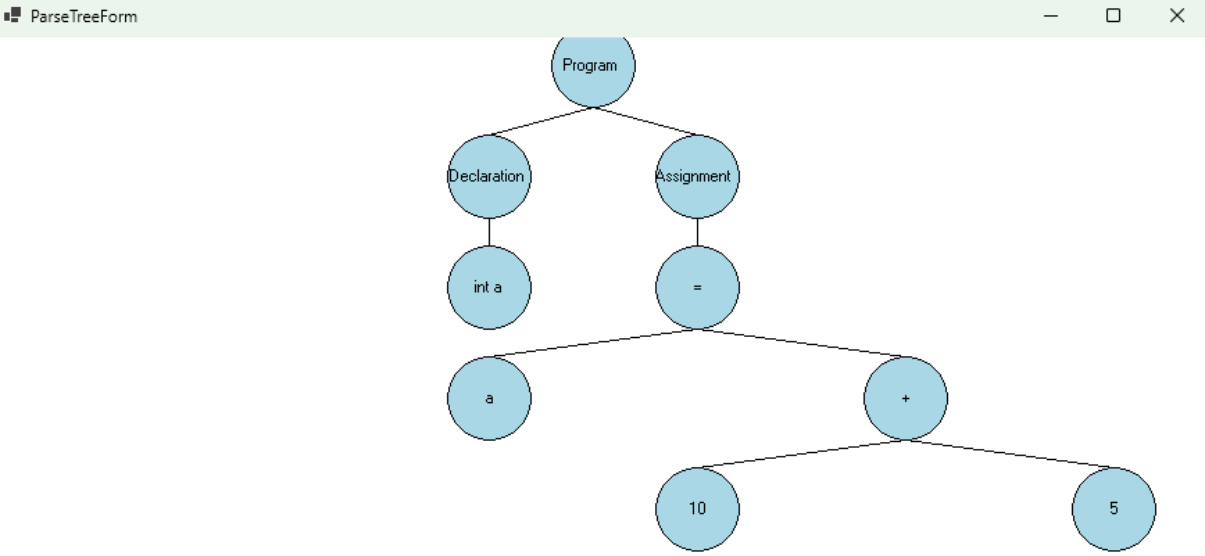 ParseTreeForm
Program
Declaration
Assignment
int a
=
a
+
10
5